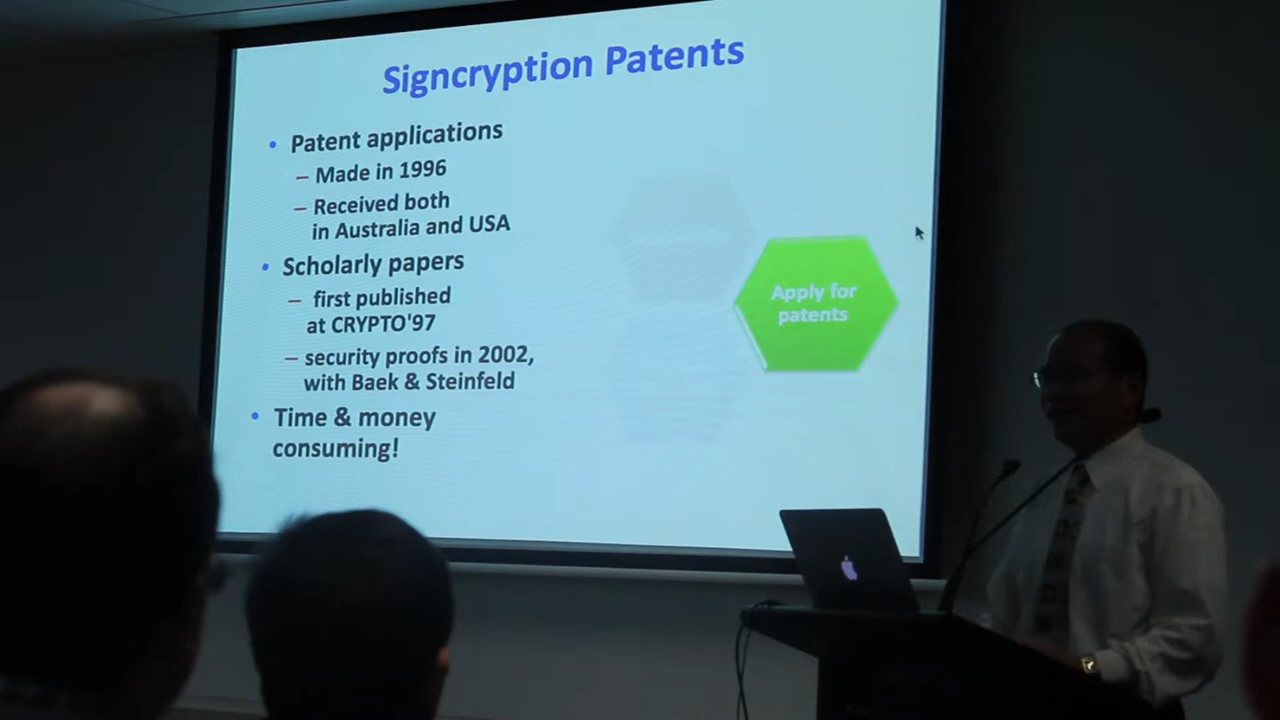 Signcryption Patents
• Patent applications
– Made in 1996
– Received both
in Australia and USA
• Scholarly papers
– first published
at CRYPTO'97
– security proofs in 2002,
with Baek & Steinfeld
• Time & money
consuming!
Apply for
patents